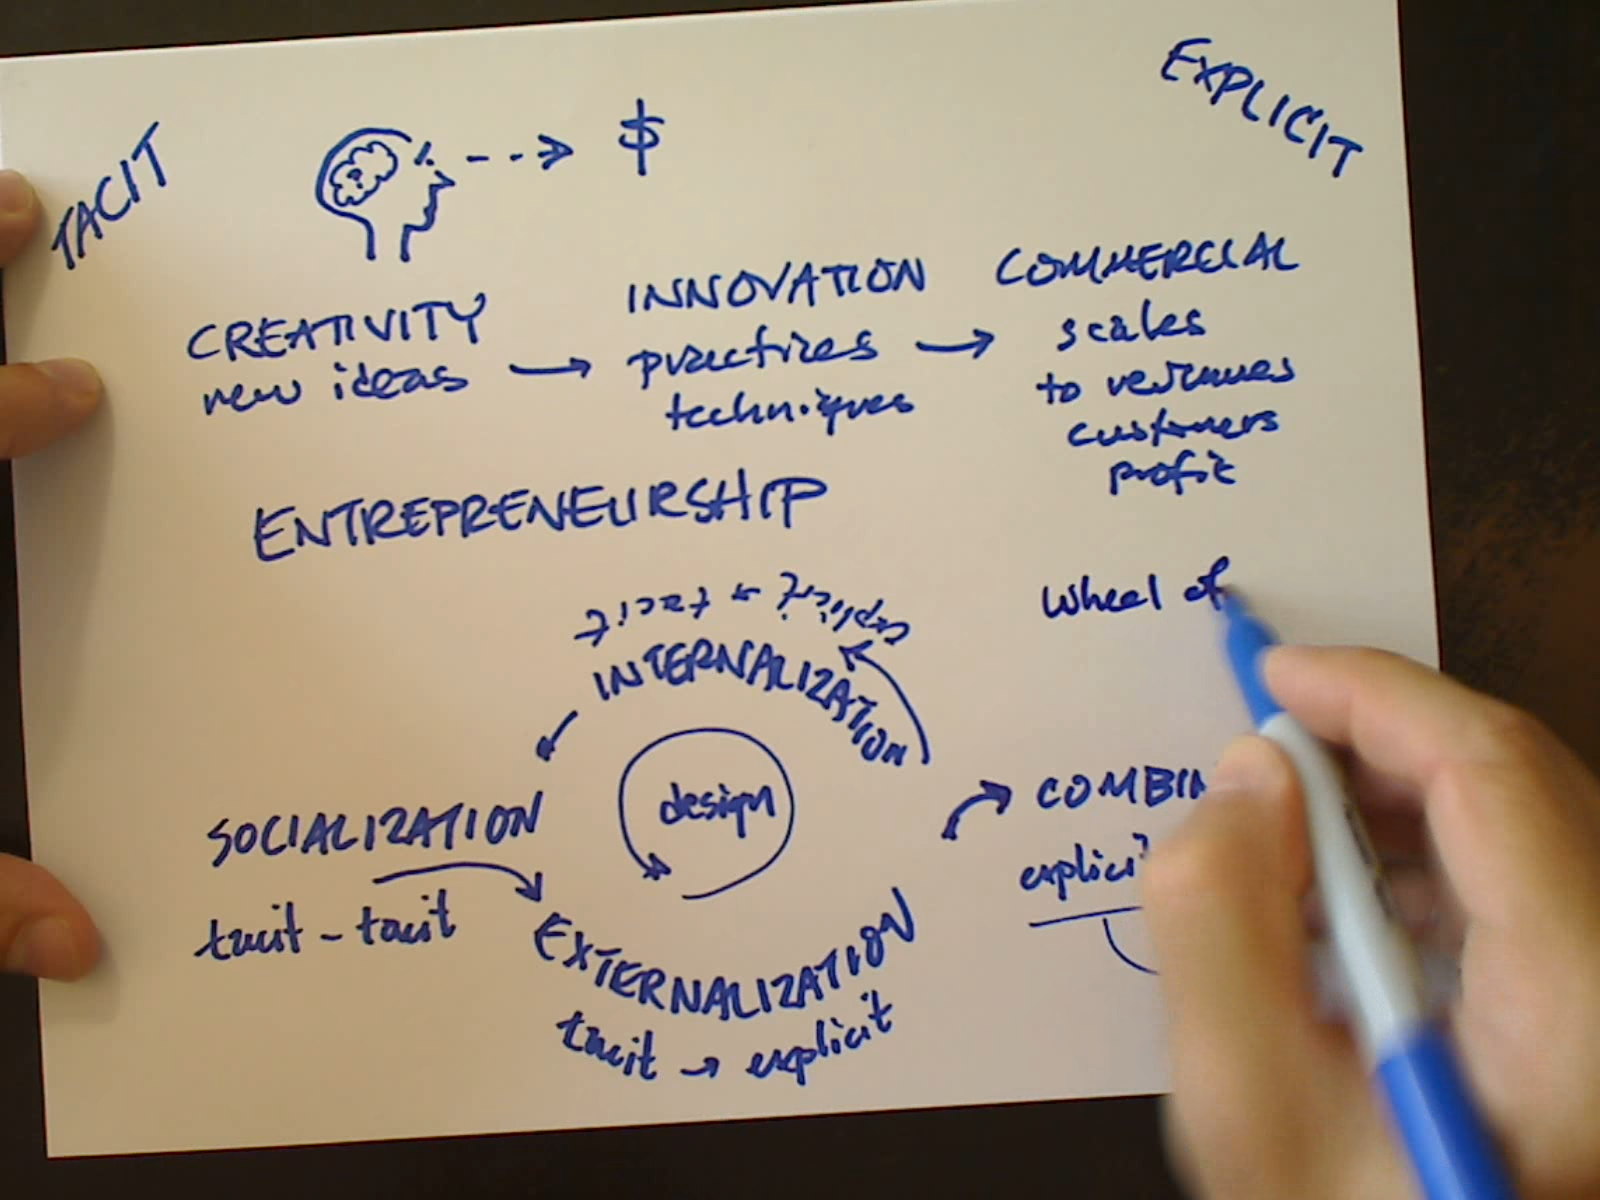 TACIT
EXPLICIT
$
CREATIVITY
new ideas
INNOVATION
practices
techniques
COMMERCIAL
scales
to revenues
customers
profit
ENTREPRENEURSHIP
explicit → tacit
INTERNALIZATION
Wheel of
design
SOCIALIZATION
tacit - tacit
COMBIN
explicit
EXTERNALIZATION
tacit → explicit